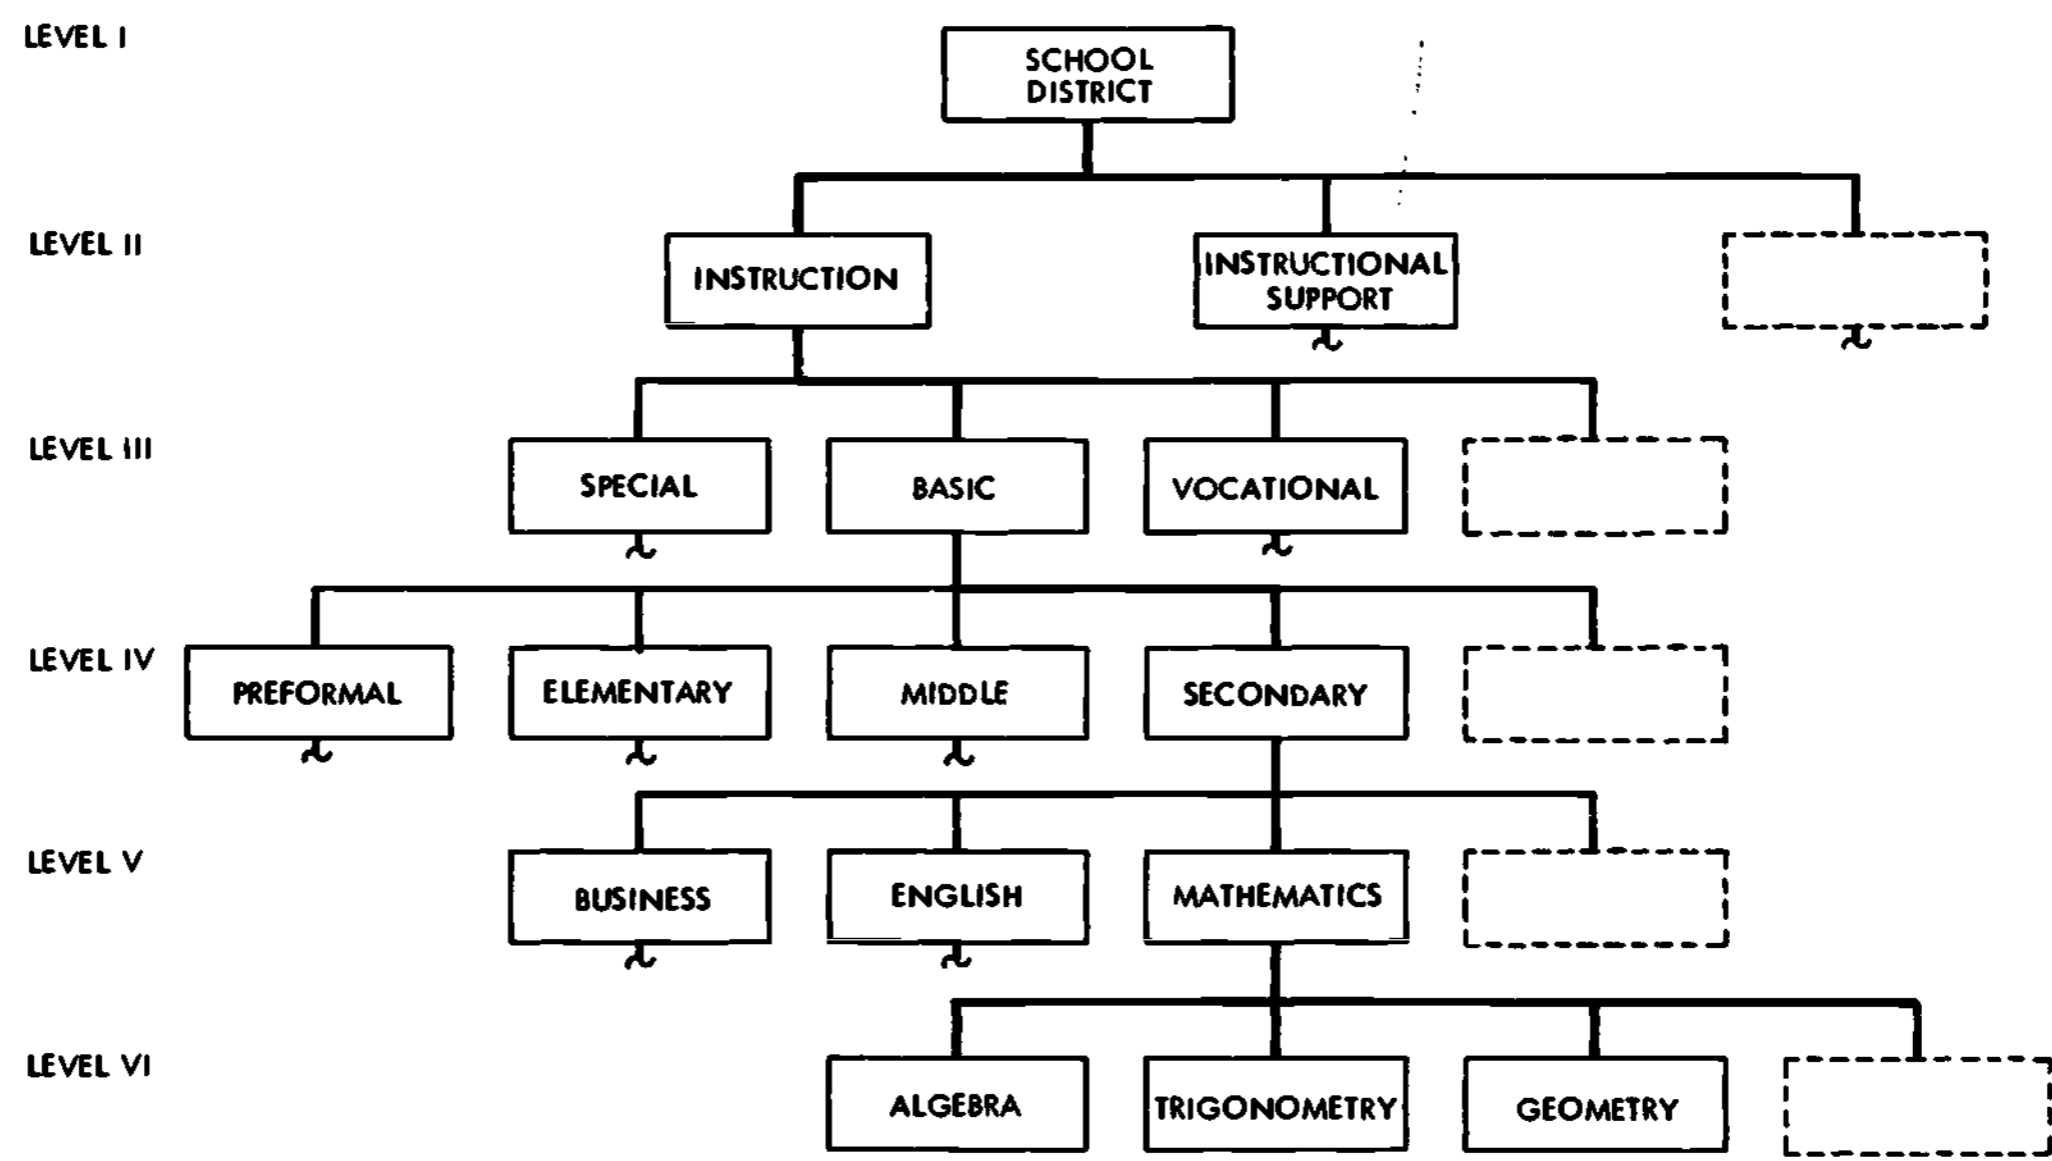 LEVEL I
SCHOOL
DISTRICT
LEVEL II
INSTRUCTION
INSTRUCTIONAL
SUPPORT
LEVEL III
SPECIAL
BASIC
VOCATIONAL
LEVEL IV
PREFORMAL
ELEMENTARY
MIDDLE
SECONDARY
LEVEL V
BUSINESS
ENGLISH
MATHEMATICS
LEVEL VI
ALGEBRA
TRIGONOMETRY
GEOMETRY